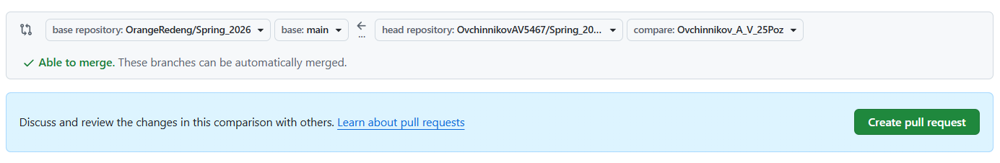 base repository: OrangeRedeng/Spring_2026 base: main ... head repository: OvchinnikovAV5467/Spring_20... compare: Ovchinnikov_A_V_25Poz
Able to merge. These branches can be automatically merged.
Discuss and review the changes in this comparison with others. Learn about pull requests Create pull request